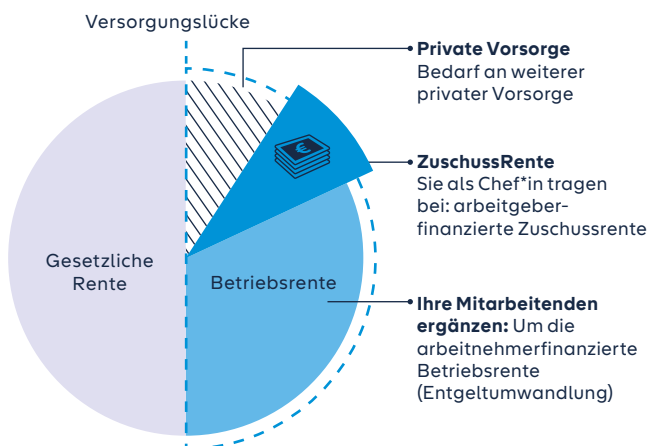 Versorgungslücke
Private Vorsorge
Bedarf an weiterer
privater Vorsorge
€
ZuschussRente
Sie als Chef*in tragen
bei: arbeitgeber-
finanzierte Zuschussrente
Gesetzliche
Rente
Betriebsrente
Ihre Mitarbeitenden
ergänzen: Um die
arbeitnehmerfinanzierte
Betriebsrente
(Entgeltumwandlung)